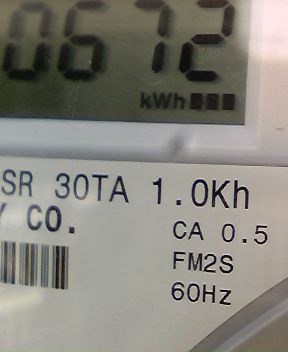 0672
kWh
SR 30TA 1.0Kh
Y CO.
CA 0.5
FM2S
60Hz